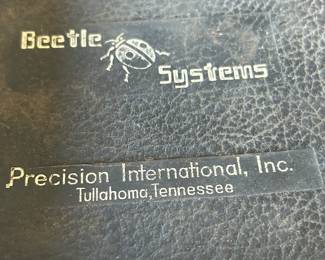 Beetle
Systems
Precision International, Inc.
Tullahoma, Tennessee